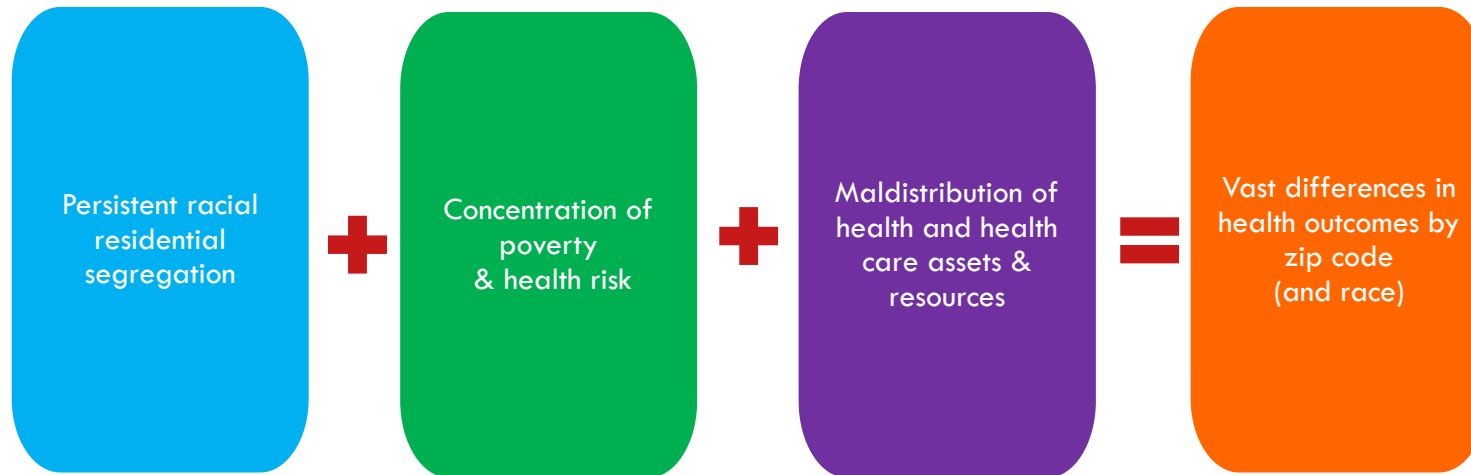 Persistent racial
residential
segregation
+
Concentration of
poverty
& health risk
+
Maldistribution of
health and health
care assets &
resources
=
Vast differences in
health outcomes by
zip code
(and race)